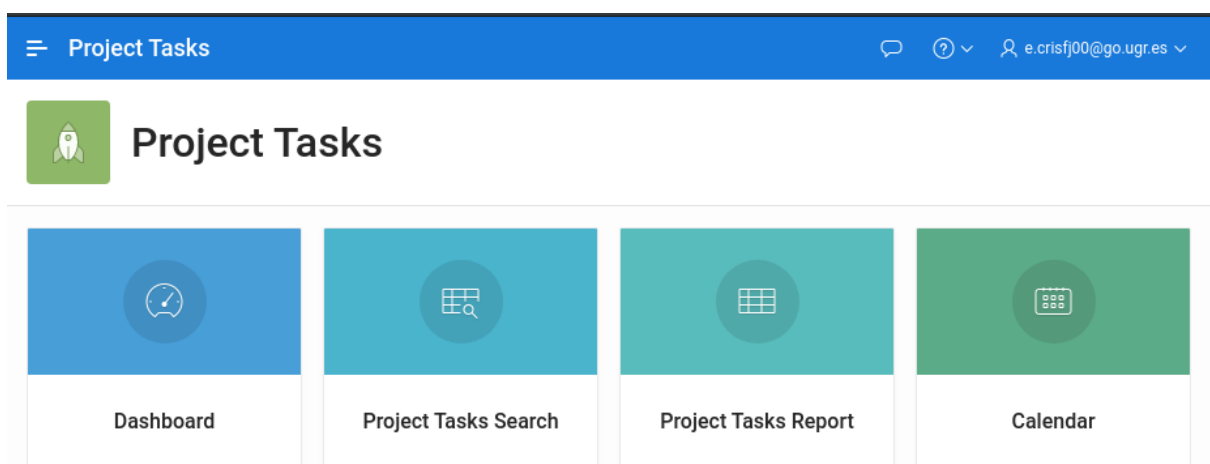 Project Tasks
e.crisfj00@go.ugr.es
Project Tasks
Dashboard
Project Tasks Search
Project Tasks Report
Calendar